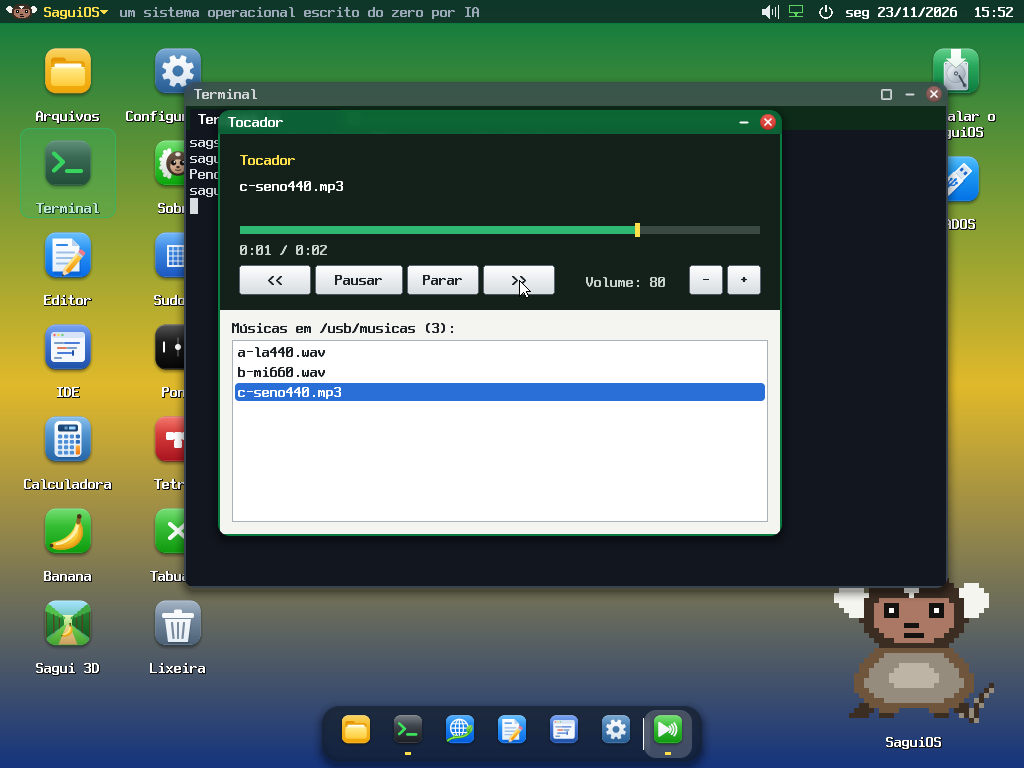 SaguiOS
um sistema operacional escrito do zero por IA
seg 23/11/2026
15:52
Arquivos
Terminal
Editor
IDE
Calculadora
Banana
Sagui 3D
Lixeira
Terminal
Tocador
Tocador
c-seno440.mp3
0:01 / 0:02
<<
Pausar
Parar
>>
Volume: 80
-
+
Músicas em /usb/musicas (3):
a-la440.wav
b-mi660.wav
c-seno440.mp3
SaguiOS